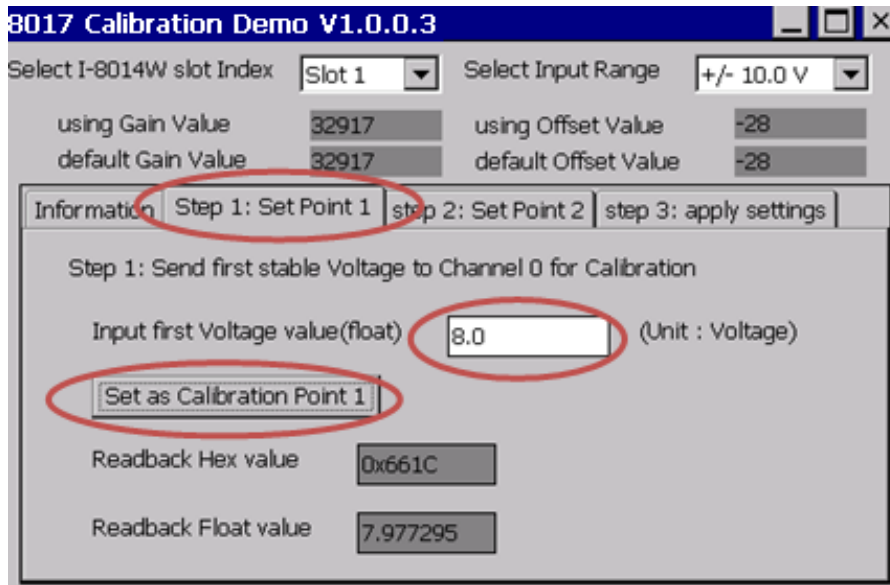 8017 Calibration Demo V1.0.0.3
Select I-8014W slot Index Slot 1 Select Input Range +/- 10.0 V
using Gain Value 32917 using Offset Value -28
default Gain Value 32917 default Offset Value -28
Information Step 1: Set Point 1 step 2: Set Point 2 step 3: apply settings
Step 1: Send first stable Voltage to Channel 0 for Calibration
Input first Voltage value(float) 8.0 (Unit : Voltage)
Set as Calibration Point 1
Readback Hex value 0x661C
Readback Float value 7.977295